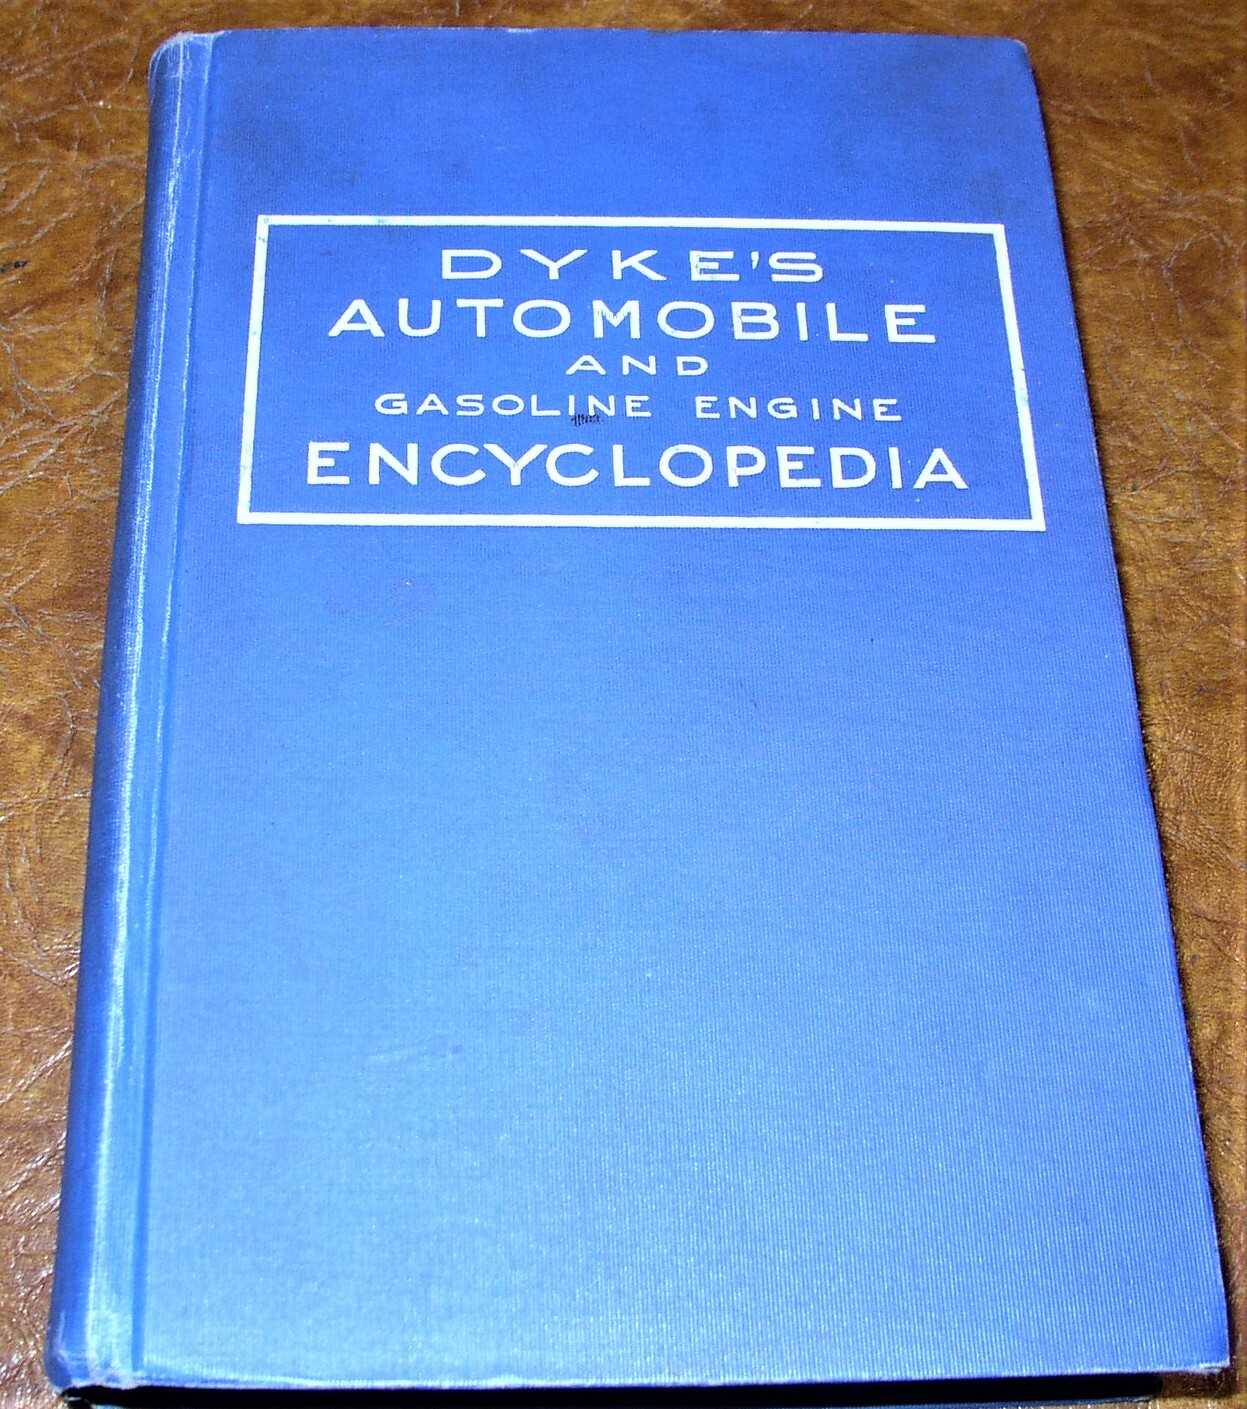 DYKE'S
AUTOMOBILE
AND
GASOLINE ENGINE
ENCYCLOPEDIA